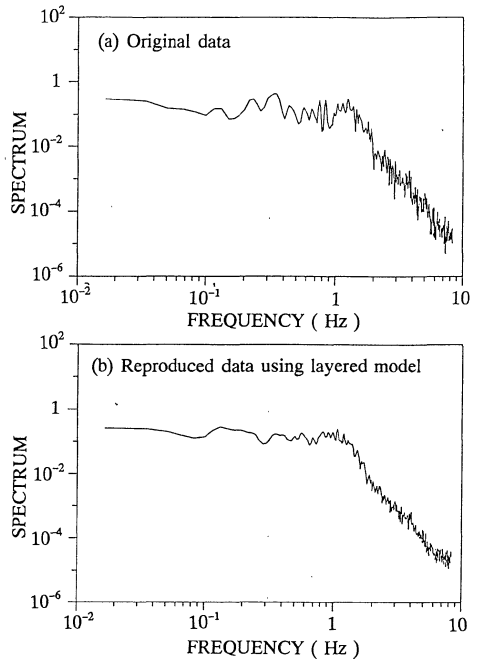 10²
(a) Original data
1
10⁻²
10⁻⁴
10⁻⁶
SPECTRUM
10⁻² 10⁻¹ 1 10
FREQUENCY ( Hz )
10²
(b) Reproduced data using layered model
1
10⁻²
10⁻⁴
10⁻⁶
SPECTRUM
10⁻² 10⁻¹ 1 10
FREQUENCY ( Hz )